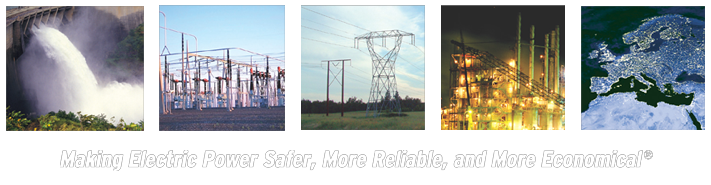 Making Electric Power Safer, More Reliable, and More Economical®